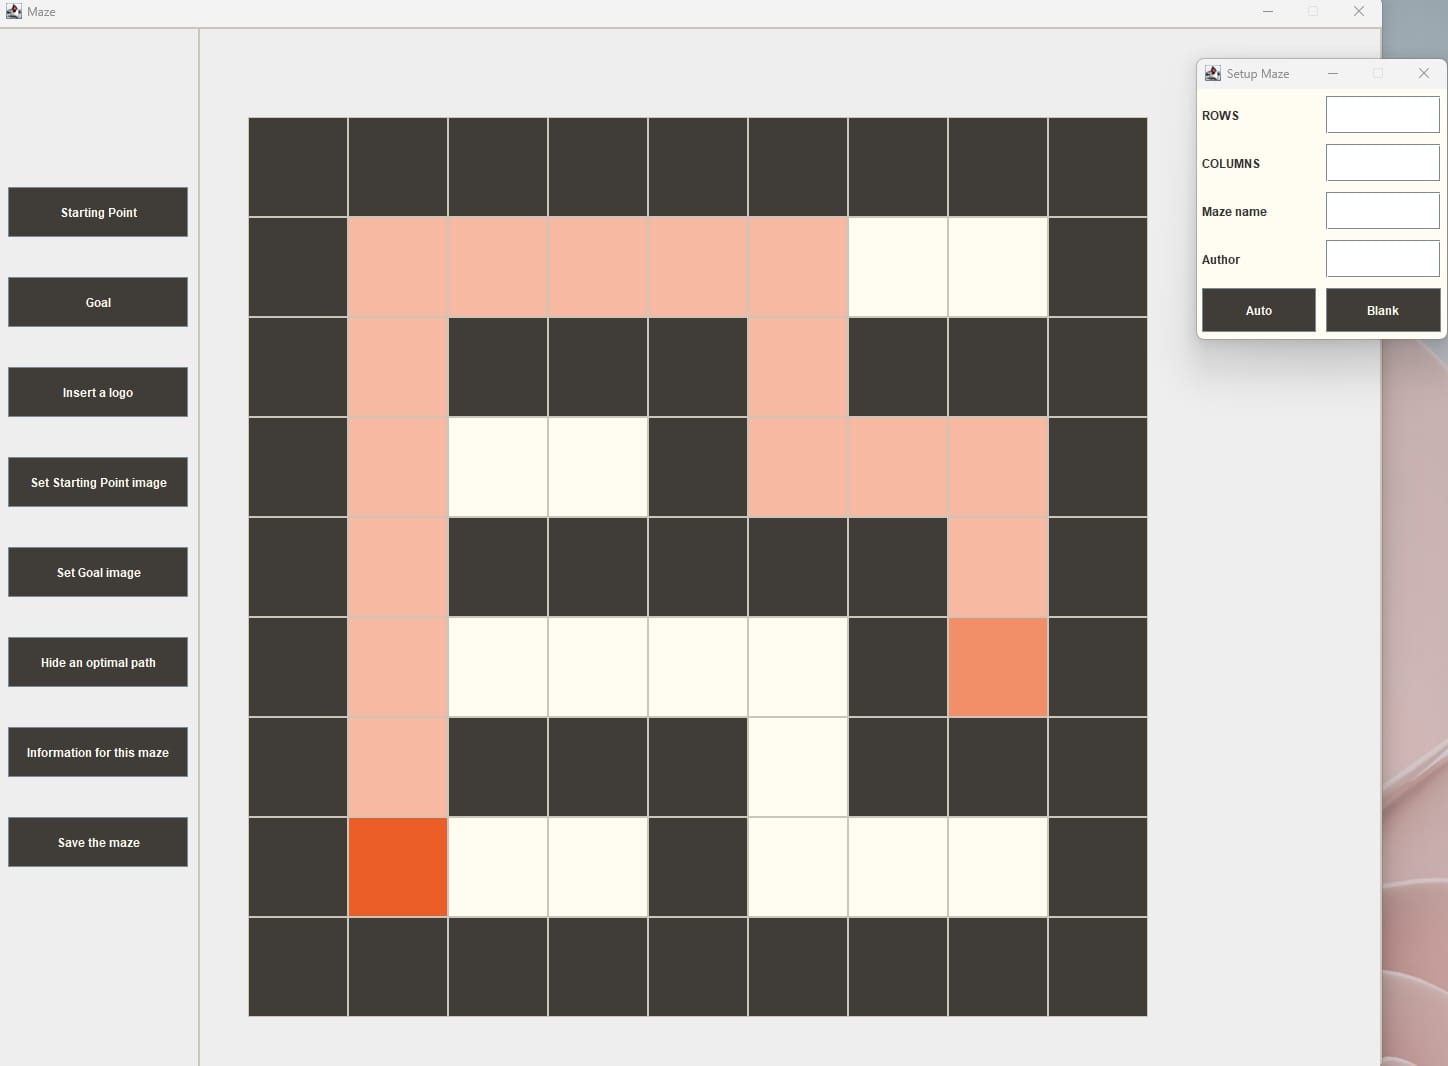 Maze
Setup Maze
ROWS
COLUMNS
Maze name
Author
Auto
Blank
Starting Point
Goal
Insert a logo
Set Starting Point image
Set Goal image
Hide an optimal path
Information for this maze
Save the maze